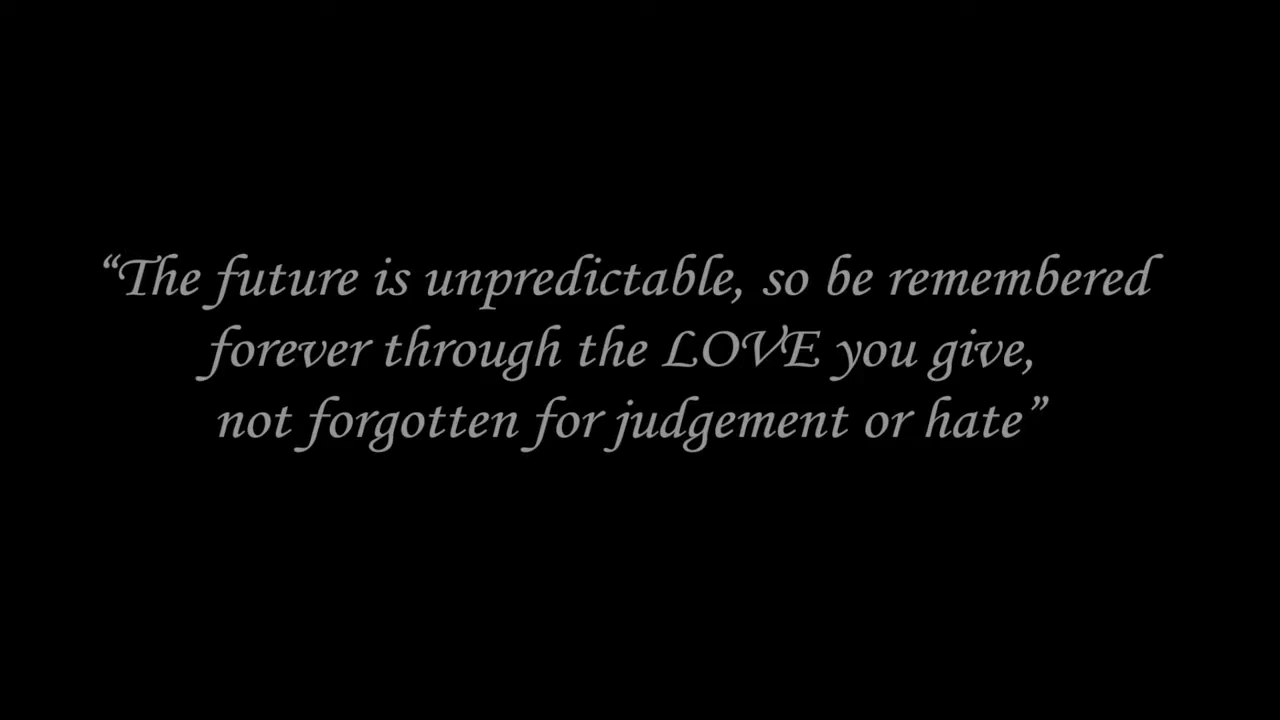 “The future is unpredictable, so be remembered
forever through the LOVE you give,
not forgotten for judgement or hate”